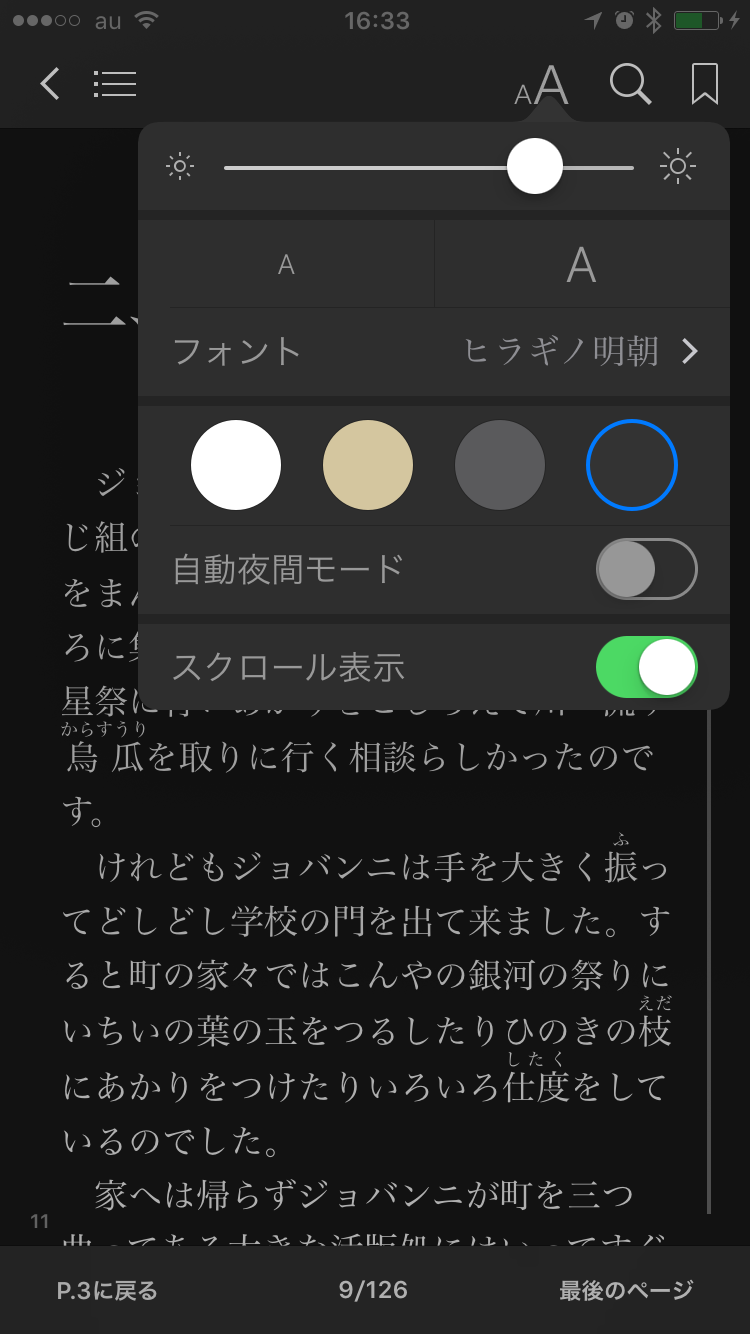 au 16:33
AA
A A
フォント ヒラギノ明朝
自動夜間モード
スクロール表示
二、
ジョ
じ組の
をまん
ろに集
星祭に
からすうり
烏瓜を取りに行く相談らしかったので
す。
ふ
けれどもジョバンニは手を大きく振っ
てどしどし学校の門を出て来ました。す
ると町の家々ではこんやの銀河の祭りに
えだ
いちいの葉の玉をつるしたりひのきの枝
したく
にあかりをつけたりいろいろ仕度をして
いるのでした。
家へは帰らずジョバンニが町を三つ
11
P.3に戻る 9/126 最後のページ